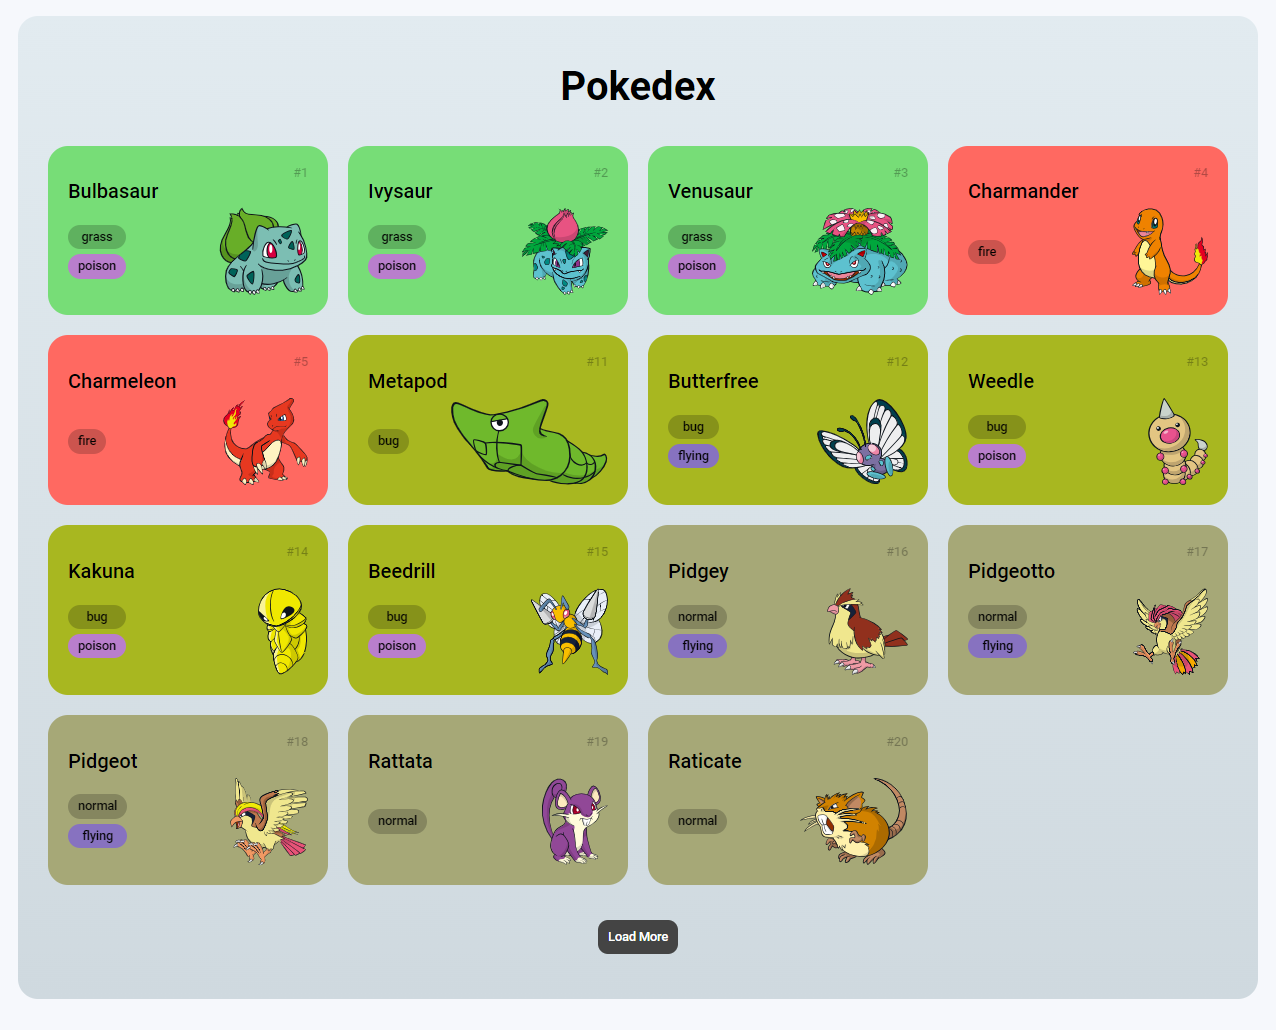 Pokedex
#1
Bulbasaur
grass
poison
#2
Ivysaur
grass
poison
#3
Venusaur
grass
poison
#4
Charmander
fire
#5
Charmeleon
fire
#11
Metapod
bug
#12
Butterfree
bug
flying
#13
Weedle
bug
poison
#14
Kakuna
bug
poison
#15
Beedrill
bug
poison
#16
Pidgey
normal
flying
#17
Pidgeotto
normal
flying
#18
Pidgeot
normal
flying
#19
Rattata
normal
#20
Raticate
normal
Load More